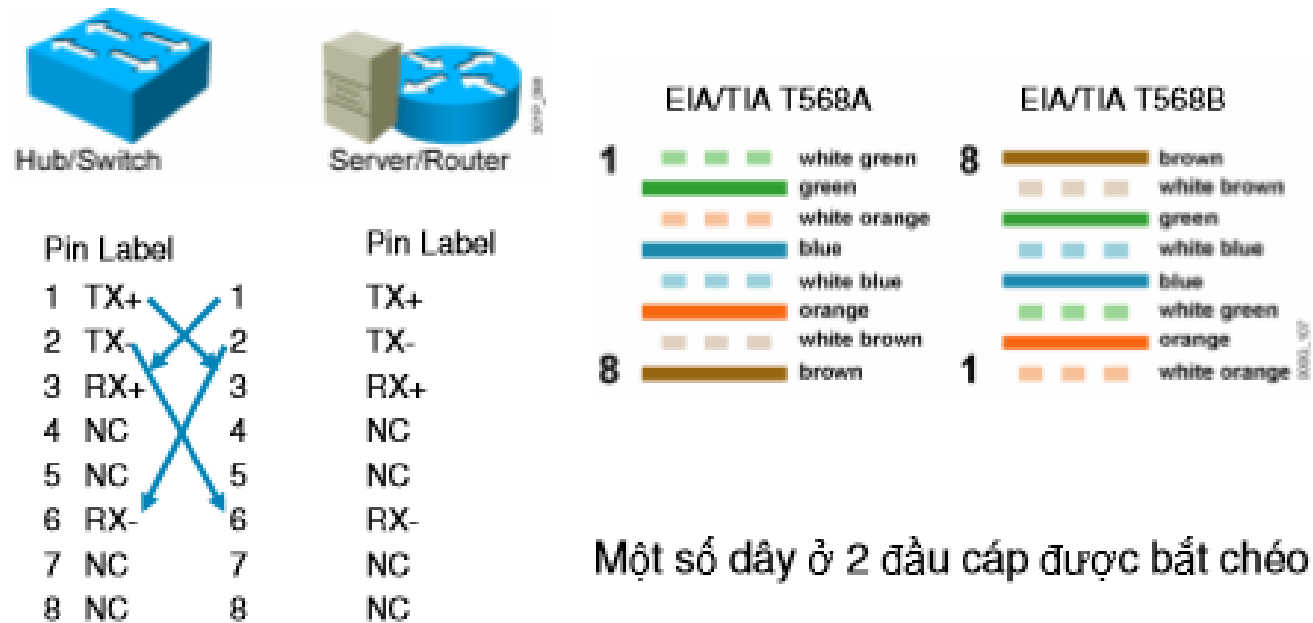 Hub/Switch
Server/Router
Pin Label
Pin Label
1 TX+ 1 TX+
2 TX- 2 TX-
3 RX+ 3 RX+
4 NC 4 NC
5 NC 5 NC
6 RX- 6 RX-
7 NC 7 NC
8 NC 8 NC
EIA/TIA T568A
1 white green
green
white orange
blue
white blue
orange
white brown
8 brown
EIA/TIA T568B
8 brown
white brown
green
white blue
blue
white green
orange
1 white orange
Một số dây ở 2 đầu cáp được bắt chéo